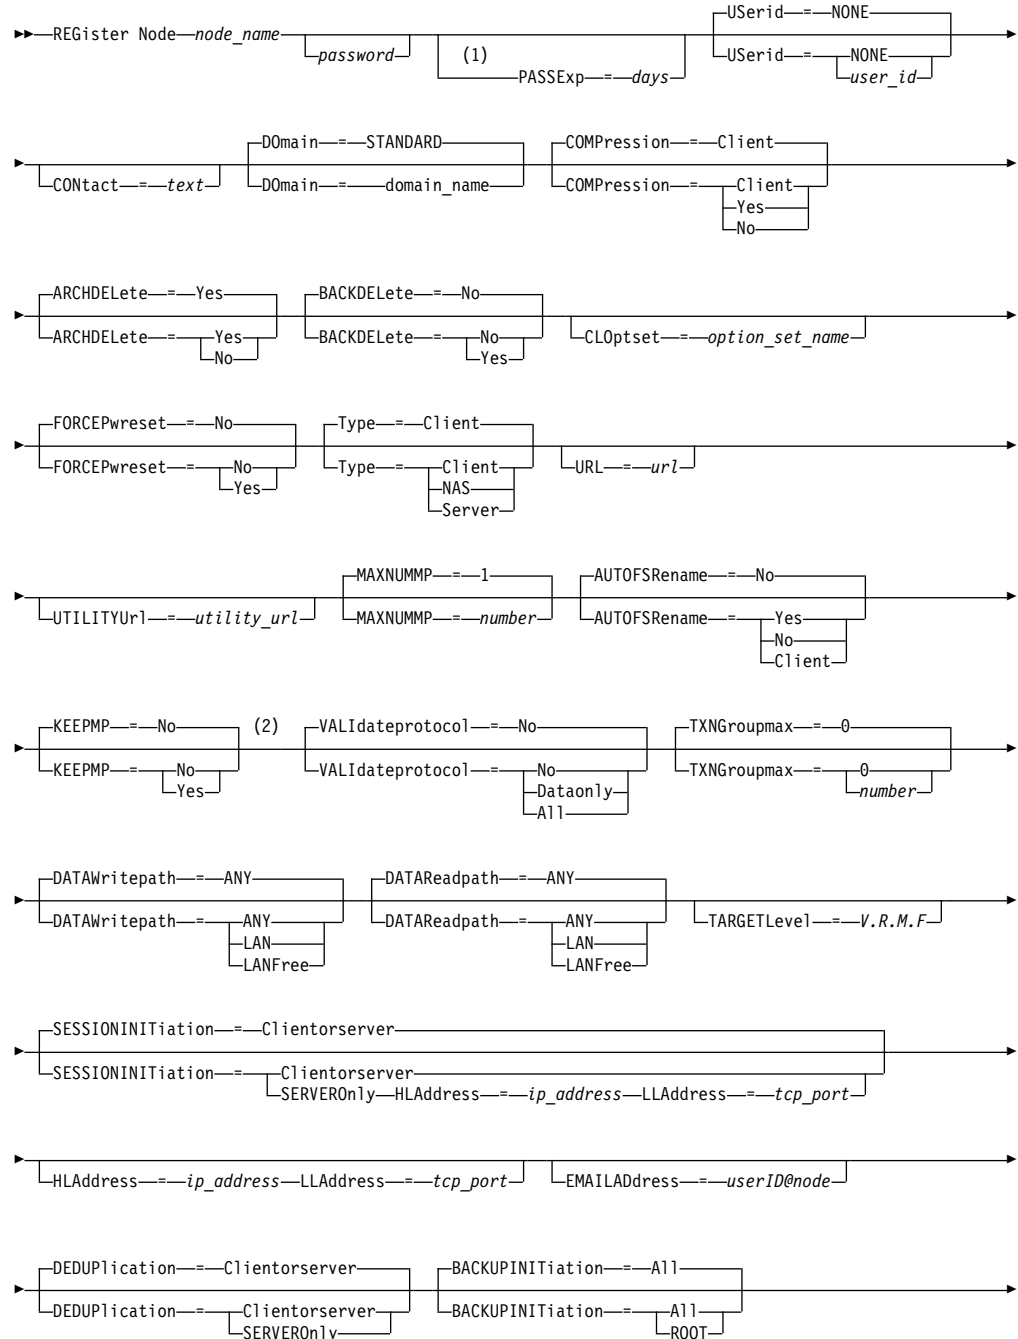 USerid = NONE
REGister Node node_name
password
(1)
PASSExp = days
USerid = NONE
user_id
DOmain = STANDARD
COMPression = Client
CONtact = text
DOmain = domain_name
COMPression = Client
Yes
No
ARCHDELete = Yes
BACKDELete = No
ARCHDELete = Yes
No
BACKDELete = No
Yes
CLOptset = option_set_name
FORCEPwreset = No
Type = Client
FORCEPwreset = No
Yes
Type = Client
NAS
Server
URL = url
MAXNUMMP = 1
AUTOFSRename = No
UTILITYUrl = utility_url
MAXNUMMP = number
AUTOFSRename = Yes
No
Client
KEEPMP = No
(2)
VALIdateprotocol = No
TXNGroupmax = 0
KEEPMP = No
Yes
VALIdateprotocol = No
Dataonly
All
TXNGroupmax = 0
number
DATAWritepath = ANY
DATAReadpath = ANY
DATAWritepath = ANY
LAN
LANFree
DATAReadpath = ANY
LAN
LANFree
TARGETLevel = V.R.M.F
SESSIONINITiation = Clientorserver
SESSIONINITiation = Clientorserver
SERVEROnly HLAddress = ip_address LLAddress = tcp_port
HLAddress = ip_address LLAddress = tcp_port
EMAILADdress = userID@node
DEDUPlication = Clientorserver
BACKUPINITiation = All
DEDUPlication = Clientorserver
SERVEROnly
BACKUPINITiation = All
ROOT